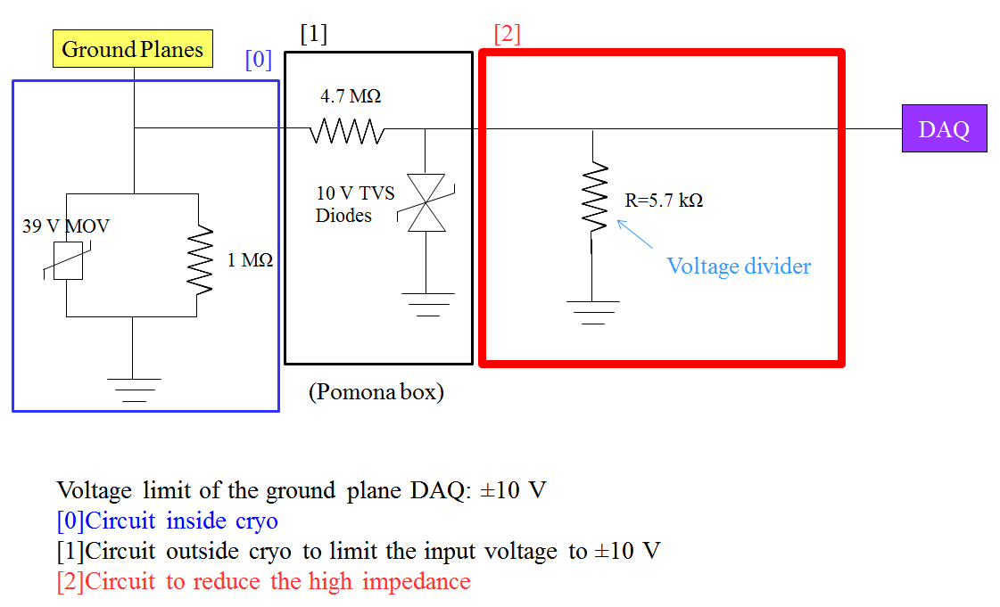 Ground Planes
[0]
[1]
[2]
4.7 MΩ
DAQ
10 V TVS
Diodes
R=5.7 kΩ
39 V MOV
1 MΩ
Voltage divider
(Pomona box)
Voltage limit of the ground plane DAQ: ±10 V
[0]Circuit inside cryo
[1]Circuit outside cryo to limit the input voltage to ±10 V
[2]Circuit to reduce the high impedance